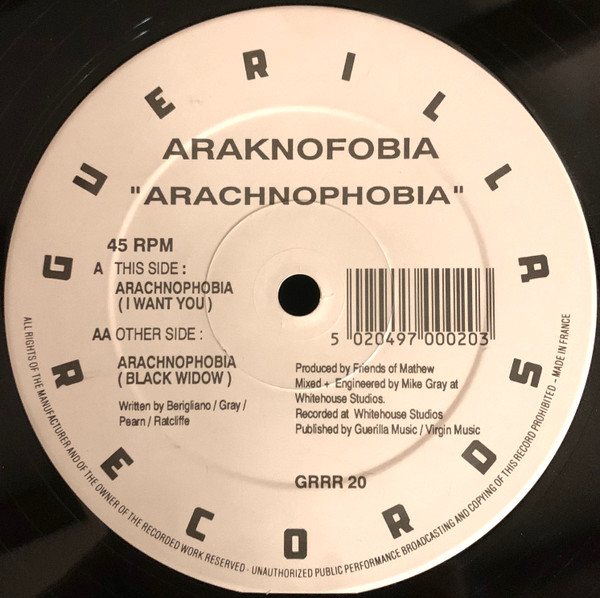 GUERILLA RECORDS
ARAKNOFOBIA
"ARACHNOPHOBIA"
45 RPM
A THIS SIDE :
ARACHNOPHOBIA
( I WANT YOU )
AA OTHER SIDE :
ARACHNOPHOBIA
( BLACK WIDOW )
Written by Berigliano / Gray /
Pearn / Ratcliffe
5 020497 000203
Produced by Friends of Mathew
Mixed + Engineered by Mike Gray at
Whitehouse Studios.
Recorded at Whitehouse Studios
Published by Guerilla Music / Virgin Music
GRRR 20
ALL RIGHTS OF THE MANUFACTURER AND OF THE OWNER OF THE RECORDED WORK RESERVED - UNAUTHORIZED PUBLIC PERFORMANCE BROADCASTING AND COPYING OF THIS RECORD PROHIBITED - MADE IN FRANCE